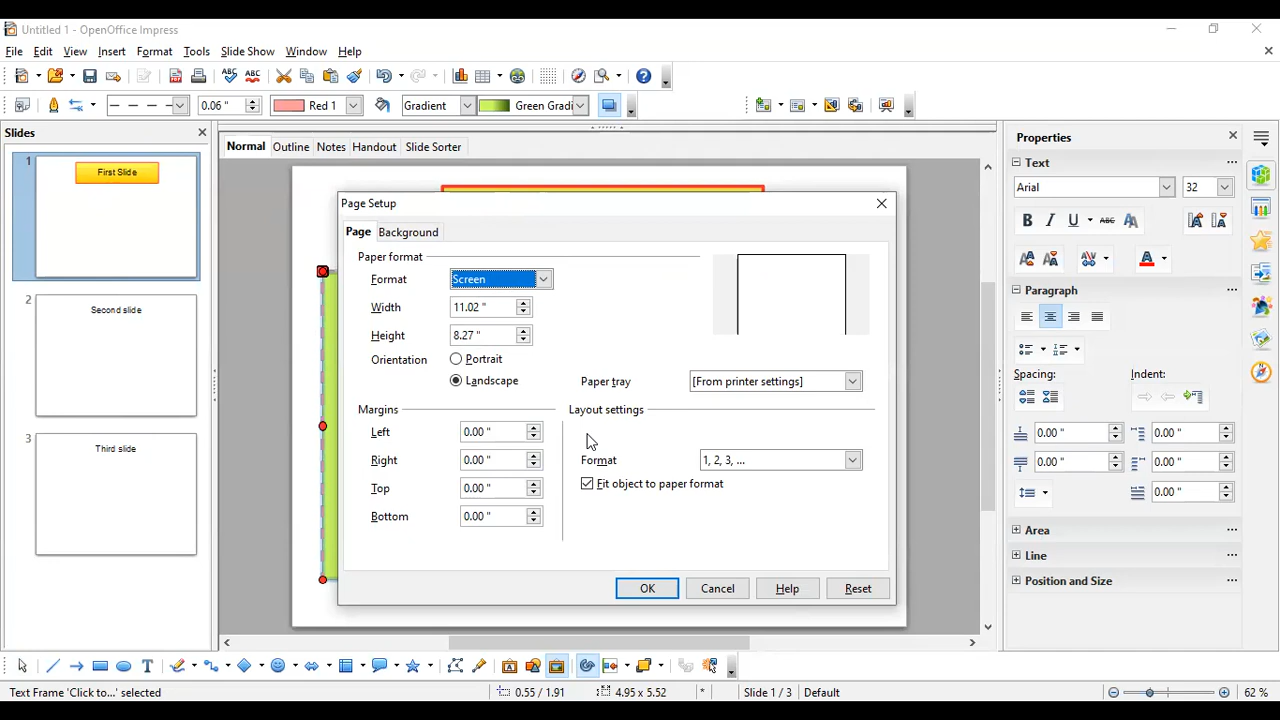 Untitled 1 - OpenOffice Impress
File Edit View Insert Format Tools Slide Show Window Help
0.06 " Red 1 Gradient Green Gradi
Slides
Normal Outline Notes Handout Slide Sorter
1
First Slide
2
Second slide
3
Third slide
Page Setup
Page Background
Paper format
Format Screen
Width 11.02 "
Height 8.27 "
Orientation Portrait
Landscape
Paper tray [From printer settings]
Margins
Left 0.00 "
Right 0.00 "
Top 0.00 "
Bottom 0.00 "
Layout settings
Format 1, 2, 3, ...
Fit object to paper format
OK Cancel Help Reset
Properties
Text
Arial 32
Paragraph
Spacing: Indent:
0.00 " 0.00 "
0.00 " 0.00 "
0.00 "
Area
Line
Position and Size
Text Frame 'Click to...' selected 0.55 / 1.91 4.95 x 5.52 * Slide 1 / 3 Default 62 %